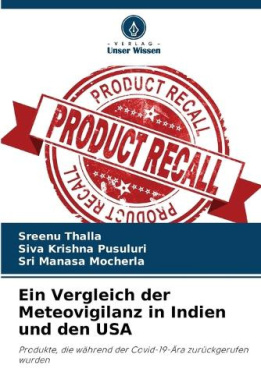 VERLAG
Unser Wissen
PRODUCT RECALL
PRODUCT RECALL
PRODUCT RECALL
Sreenu Thalla
Siva Krishna Pusuluri
Sri Manasa Mocherla
Ein Vergleich der
Meteovigilanz in Indien
und den USA
Produkte, die während der Covid-19-Ära zurückgerufen
wurden